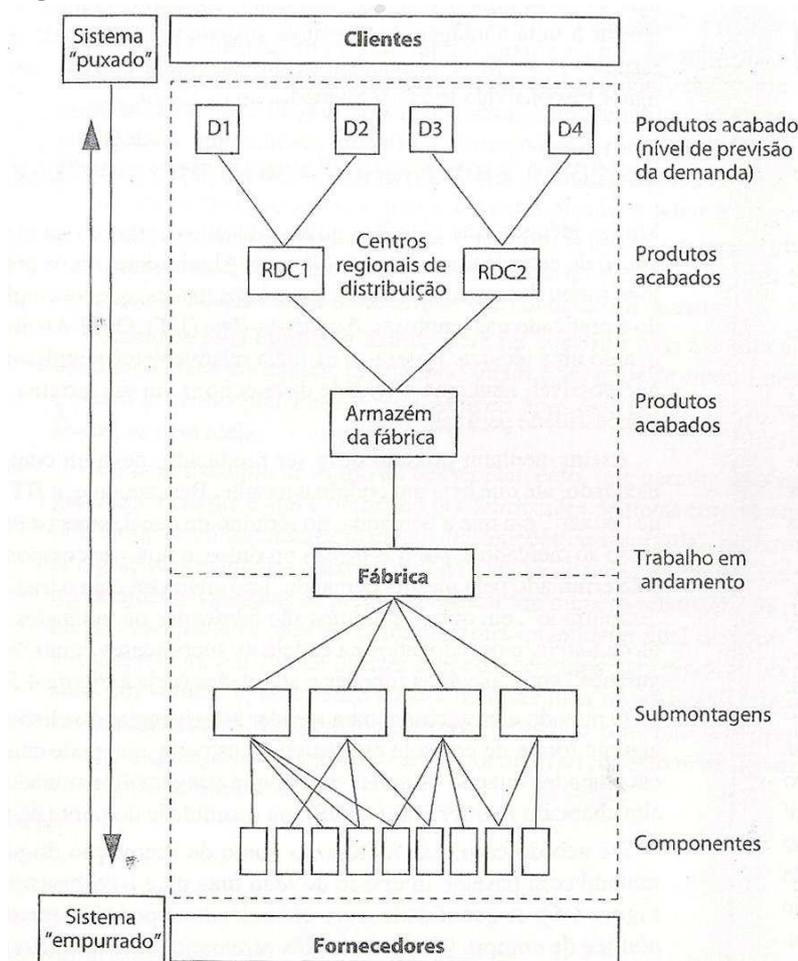 Sistema
"puxado"
Clientes
D1
D2
D3
D4
Produtos acabado
(nível de previsão
da demanda)
RDC1
Centros
regionais de
distribuição
RDC2
Produtos
acabados
Armazém
da fábrica
Produtos
acabados
Fábrica
Trabalho em
andamento
Submontagens
Componentes
Sistema
"empurrado"
Fornecedores